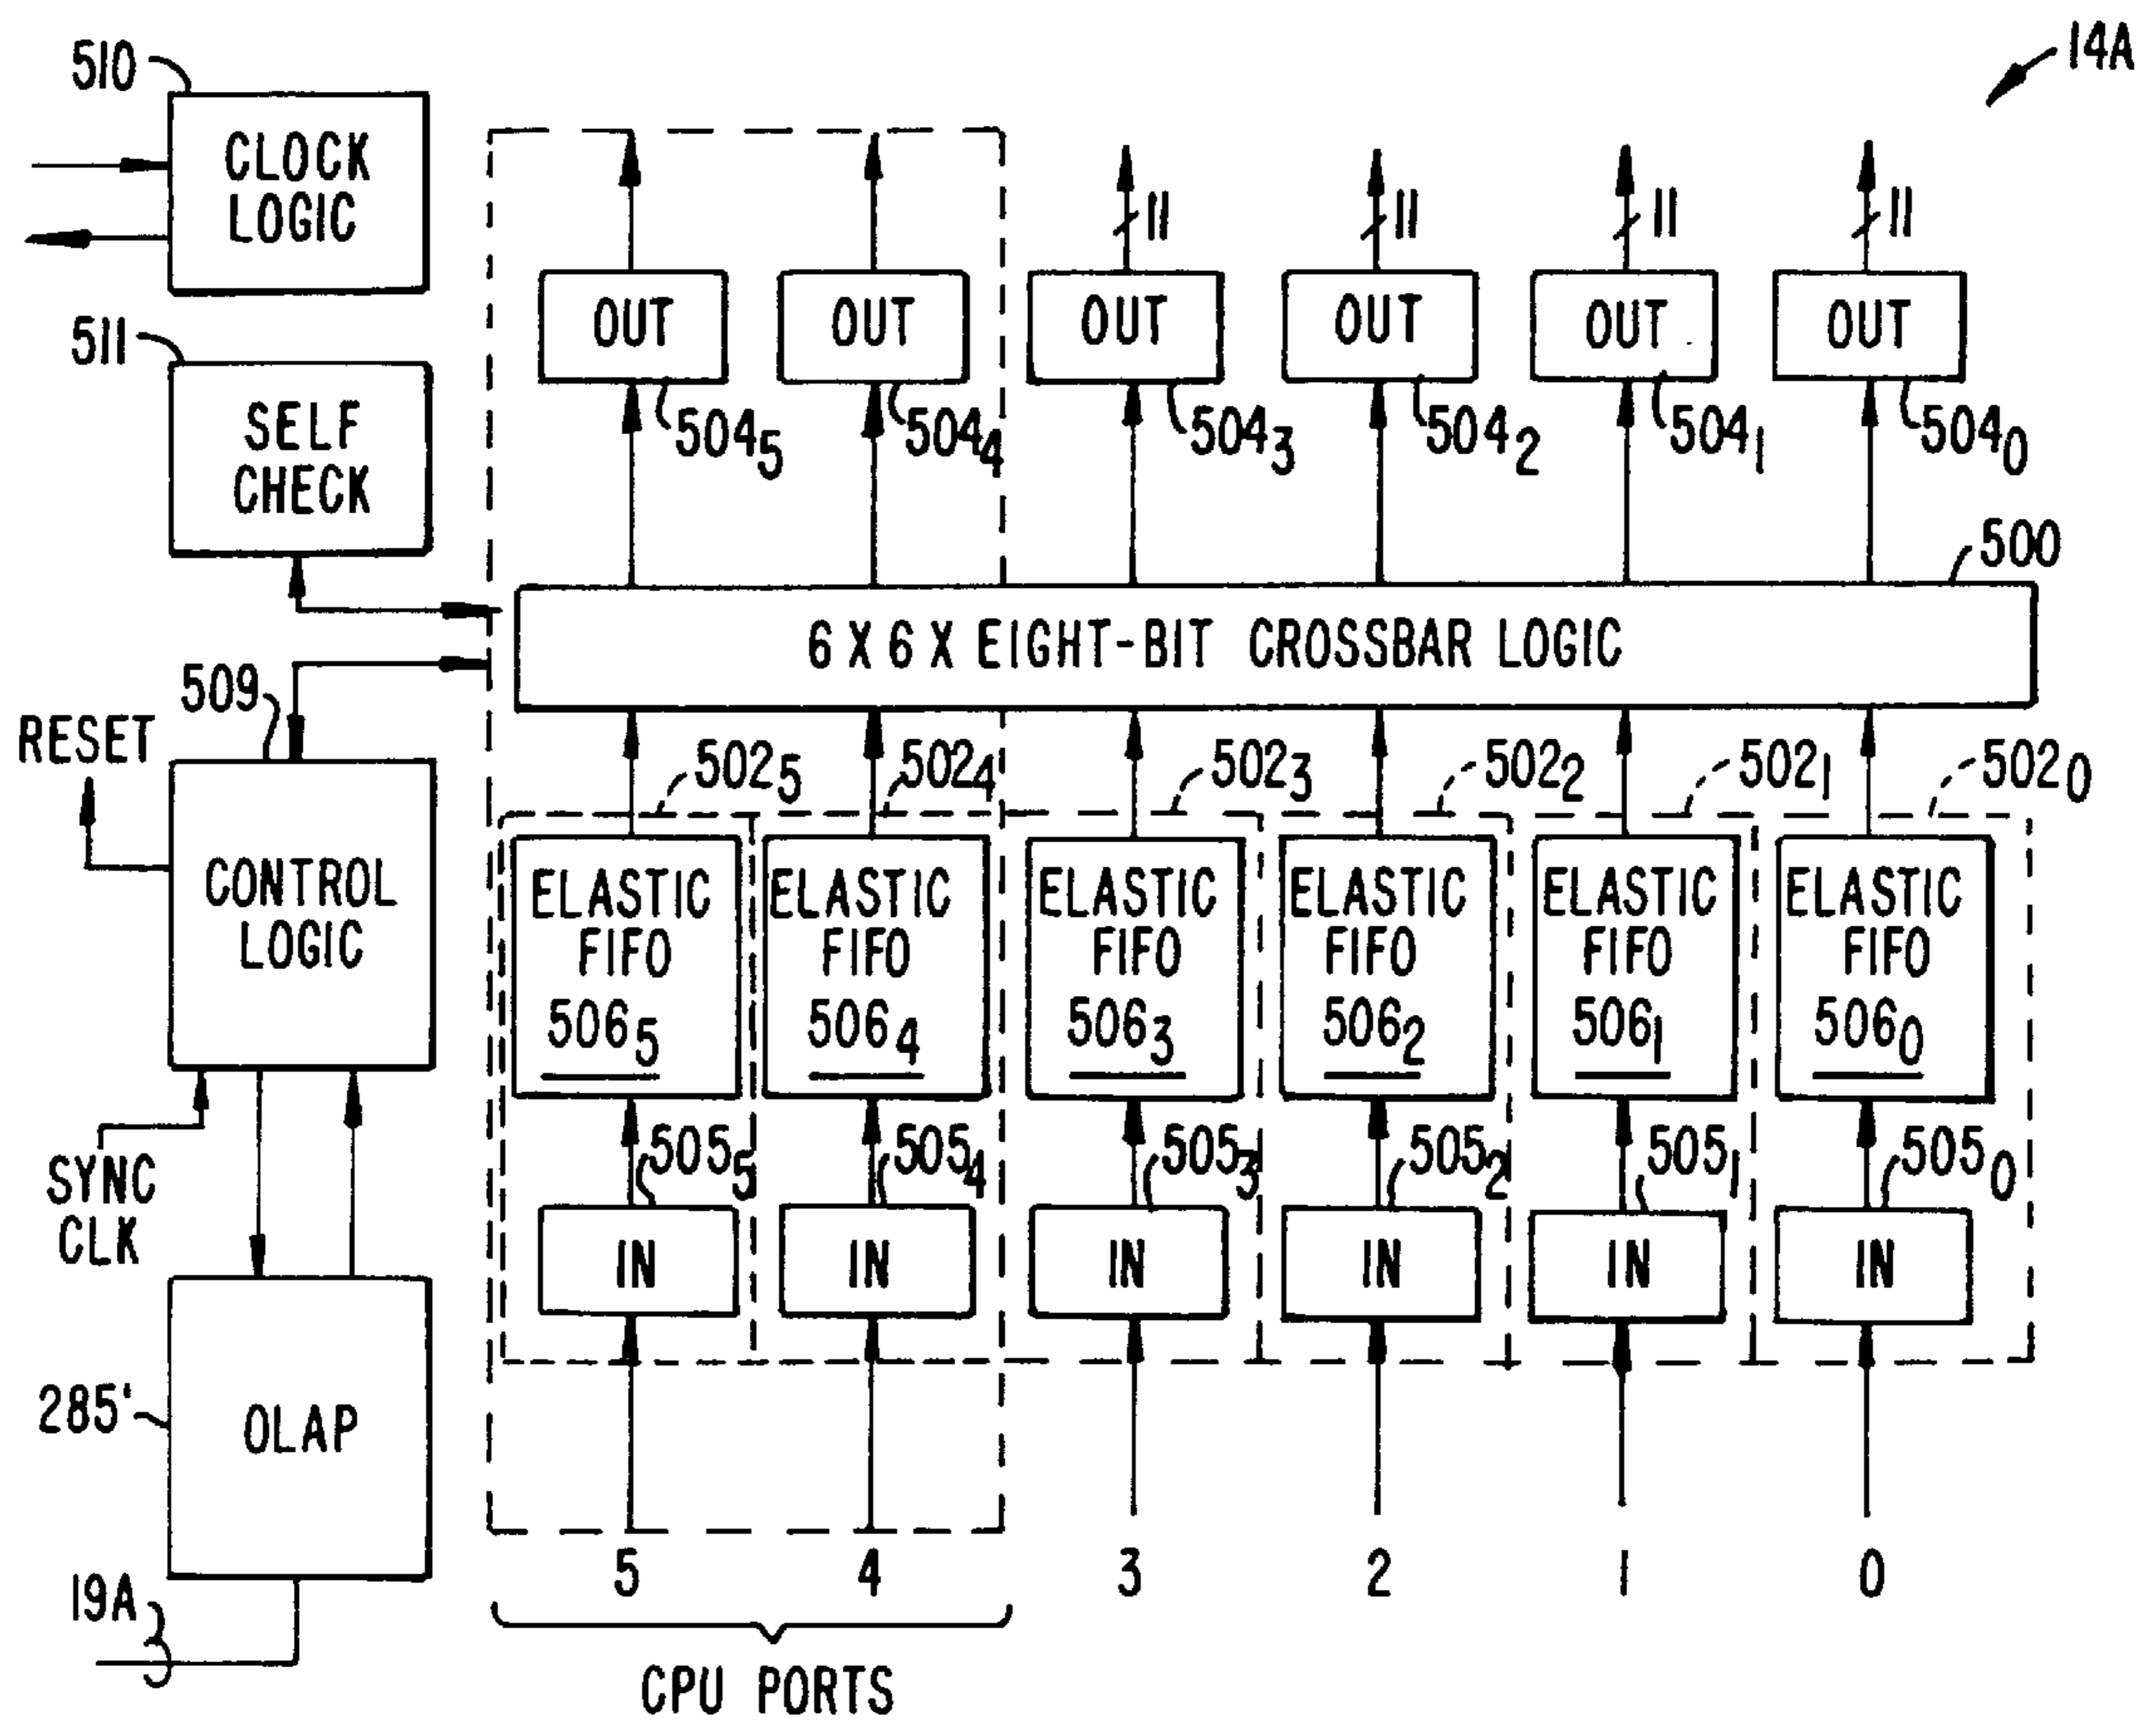 14A
510
CLOCK
LOGIC
11 11 11 11
OUT OUT OUT OUT OUT OUT
511
SELF
CHECK
504₅ 504₄ 504₃ 504₂ 504₁ 504₀
500
6 X 6 X EIGHT-BIT CROSSBAR LOGIC
509
RESET
502₅ 502₄ 502₃ 502₂ 502₁ 502₀
CONTROL
LOGIC
ELASTIC ELASTIC ELASTIC ELASTIC ELASTIC ELASTIC
FIFO FIFO FIFO FIFO FIFO FIFO
506₅ 506₄ 506₃ 506₂ 506₁ 506₀
505₅ 505₄ 505₃ 505₂ 505₁ 505₀
SYNC
CLK
IN IN IN IN IN IN
285'
OLAP
19A
5 4 3 2 1 0
CPU PORTS